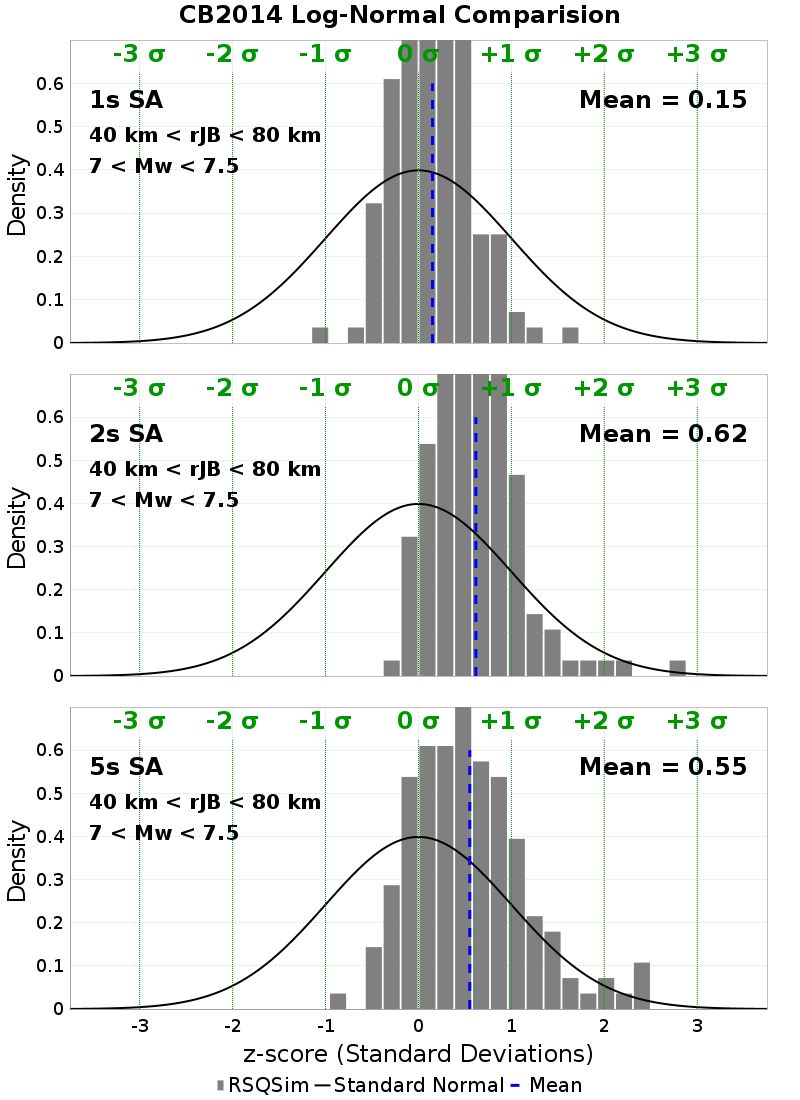 CB2014 Log-Normal Comparision
-3 σ -2 σ -1 σ 0 σ +1 σ +2 σ +3 σ
1s SA Mean = 0.15
40 km < rJB < 80 km
7 < Mw < 7.5
Density
0.6
0.5
0.4
0.3
0.2
0.1
0
-3 σ -2 σ -1 σ 0 σ +1 σ +2 σ +3 σ
2s SA Mean = 0.62
40 km < rJB < 80 km
7 < Mw < 7.5
Density
0.6
0.5
0.4
0.3
0.2
0.1
0
-3 σ -2 σ -1 σ 0 σ +1 σ +2 σ +3 σ
5s SA Mean = 0.55
40 km < rJB < 80 km
7 < Mw < 7.5
Density
0.6
0.5
0.4
0.3
0.2
0.1
0
-3 -2 -1 0 1 2 3
z-score (Standard Deviations)
RSQSim Standard Normal Mean